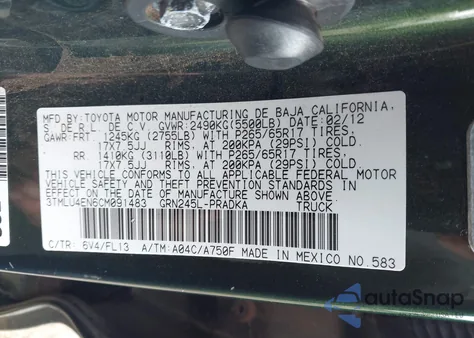 MFD.BY:TOYOTA MOTOR MANUFACTURING DE BAJA CALIFORNIA,
S. DE R.L. DE C.V. GVWR:2490KG(5500LB) DATE:02/12
GAWR:FRT. 1245KG (2755LB) WITH P265/65R17 TIRES,
17X7.5JJ RIMS, AT 200KPA (29PSI) COLD.
RR. 1410KG (3110LB) WITH P265/65R17 TIRES,
17X7.5JJ RIMS, AT 200KPA (29PSI) COLD.
THIS VEHICLE CONFORMS TO ALL APPLICABLE FEDERAL MOTOR
VEHICLE SAFETY STANDARDS IN
EFFECT ON THE DATE OF MANUFACTURE SHOWN ABOVE.
3TMLU4EN6CM091483 GRN245L-PRADKA TRUCK
C/TR: 6V4/FL13 A/TM:A04C/A750F MADE IN MEXICO NO.583
autoSnap